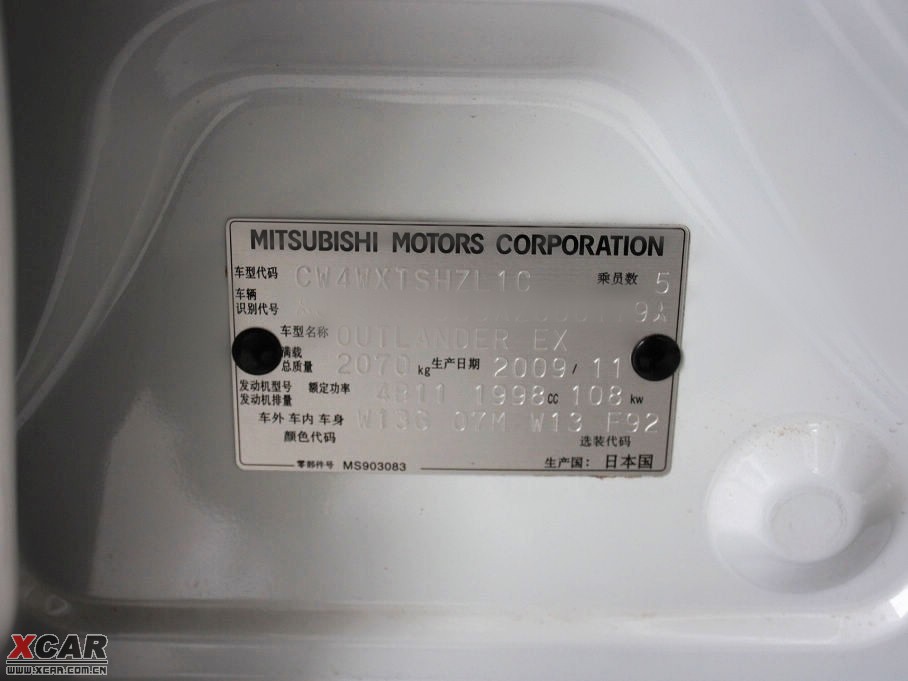 MITSUBISHI MOTORS CORPORATION
车型代码 CW4WXTSHZL1C 乘员数 5
车辆
识别代号
车型名称 OUTLANDER EX
满载
总质量 2070 kg 生产日期 2009/11
发动机型号 额定功率 4B11 1998 cc 108 kw
发动机排量
车外 车内 车身 W13G 07M W13 F92
颜色代码 选装代码
零部件号 MS903083 生产国: 日本国
XCAR
WWW.XCAR.COM.CN